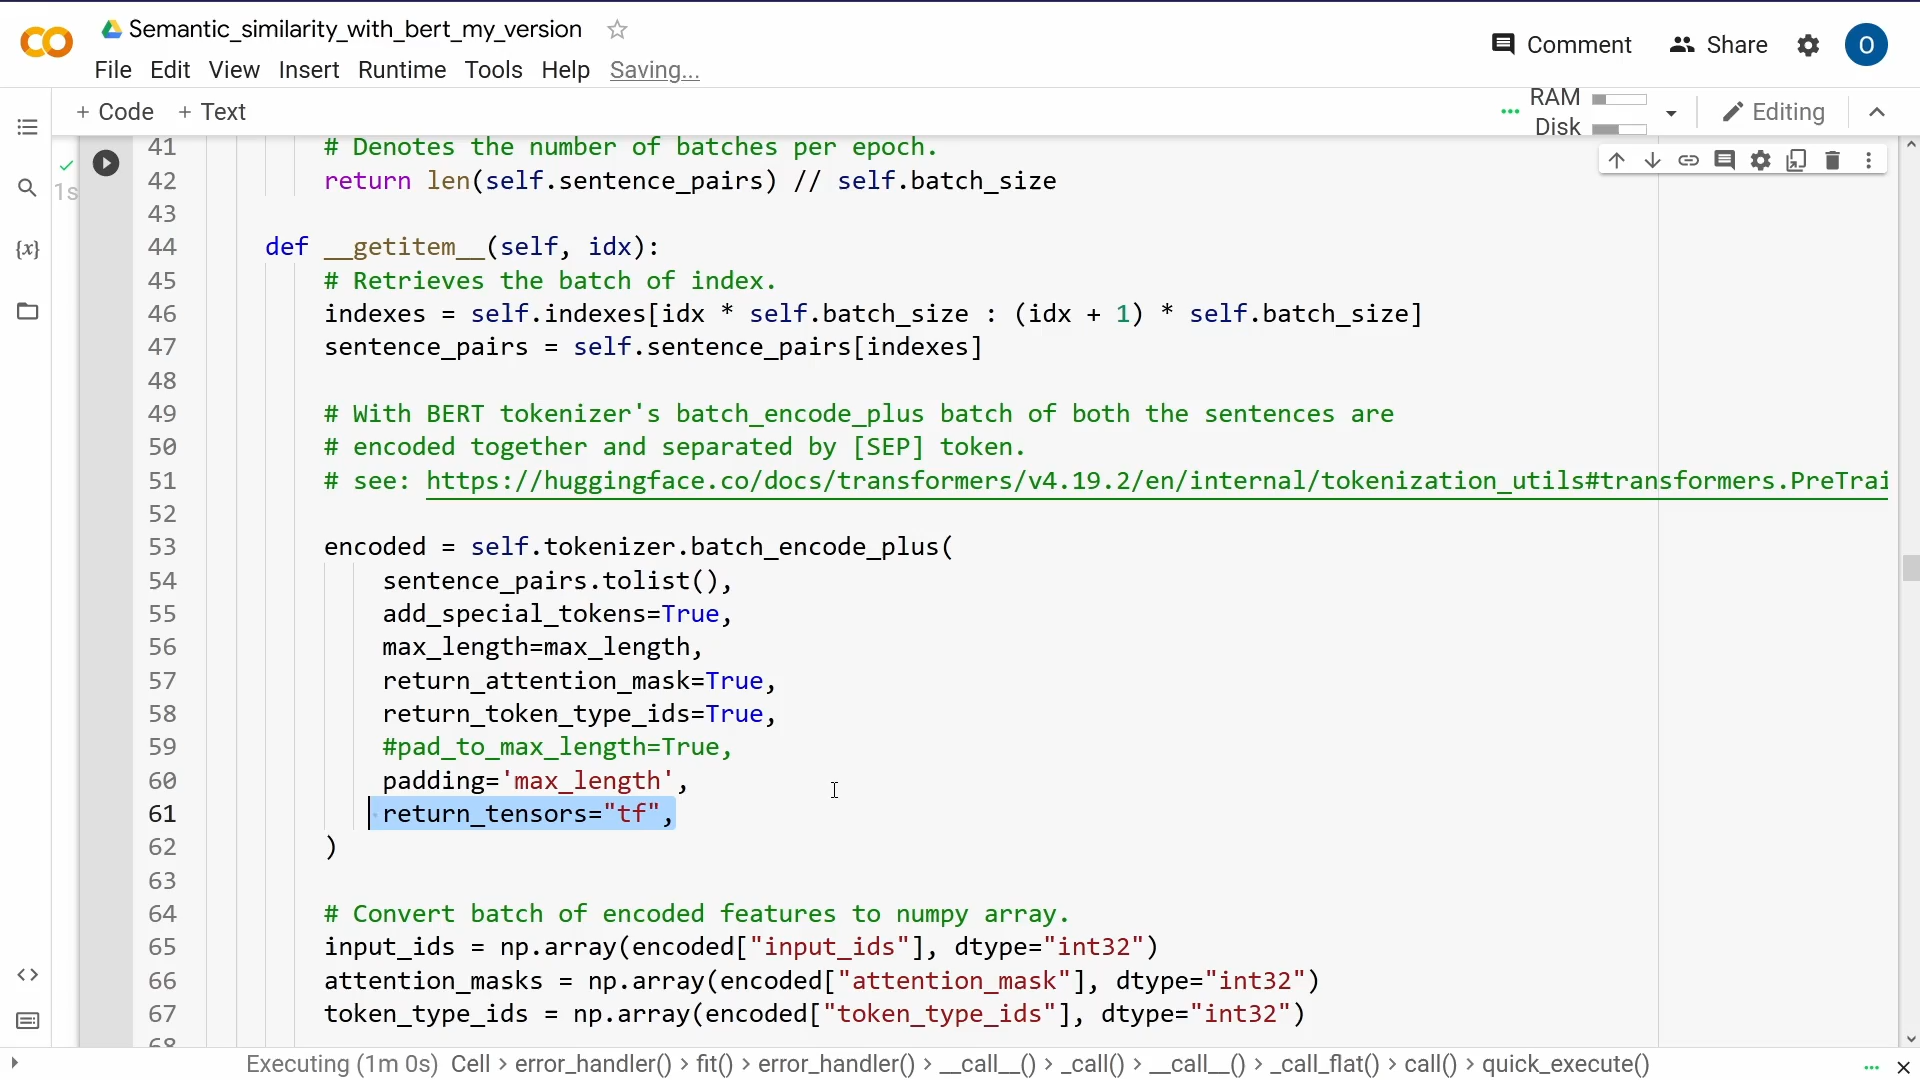 Semantic_similarity_with_bert_my_version
Comment
Share
O
File Edit View Insert Runtime Tools Help Saving...
+ Code + Text
RAM
Disk
Editing
1s
{x}
41 # Denotes the number of batches per epoch.
42 return len(self.sentence_pairs) // self.batch_size
43
44 def __getitem__(self, idx):
45 # Retrieves the batch of index.
46 indexes = self.indexes[idx * self.batch_size : (idx + 1) * self.batch_size]
47 sentence_pairs = self.sentence_pairs[indexes]
48
49 # With BERT tokenizer's batch_encode_plus batch of both the sentences are
50 # encoded together and separated by [SEP] token.
51 # see: https://huggingface.co/docs/transformers/v4.19.2/en/internal/tokenization_utils#transformers.PreTrai
52
53 encoded = self.tokenizer.batch_encode_plus(
54 sentence_pairs.tolist(),
55 add_special_tokens=True,
56 max_length=max_length,
57 return_attention_mask=True,
58 return_token_type_ids=True,
59 #pad_to_max_length=True,
60 padding='max_length',
61 return_tensors="tf",
62 )
63
64 # Convert batch of encoded features to numpy array.
65 input_ids = np.array(encoded["input_ids"], dtype="int32")
66 attention_masks = np.array(encoded["attention_mask"], dtype="int32")
67 token_type_ids = np.array(encoded["token_type_ids"], dtype="int32")
68
Executing (1m 0s) Cell > error_handler() > fit() > error_handler() > __call__() > _call() > __call__() > _call_flat() > call() > quick_execute()